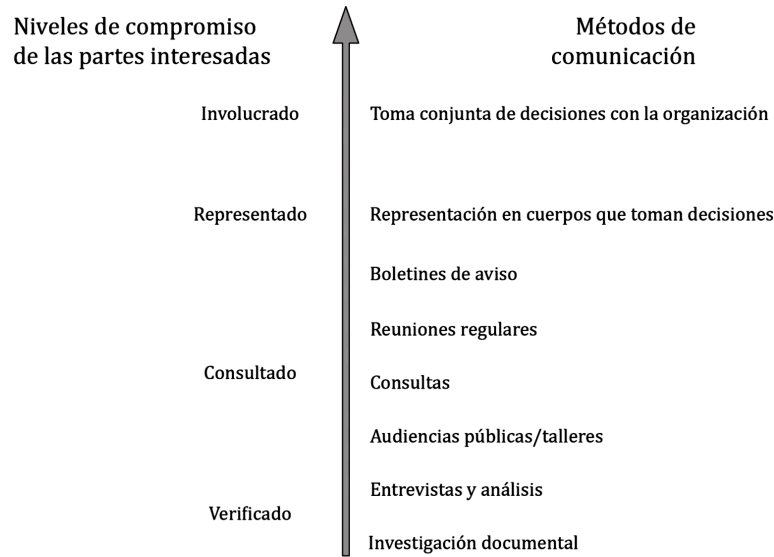 Niveles de compromiso
de las partes interesadas
Métodos de
comunicación
Involucrado
Toma conjunta de decisiones con la organización
Representado
Representación en cuerpos que toman decisiones
Boletines de aviso
Reuniones regulares
Consultado
Consultas
Audiencias públicas/talleres
Entrevistas y análisis
Verificado
Investigación documental